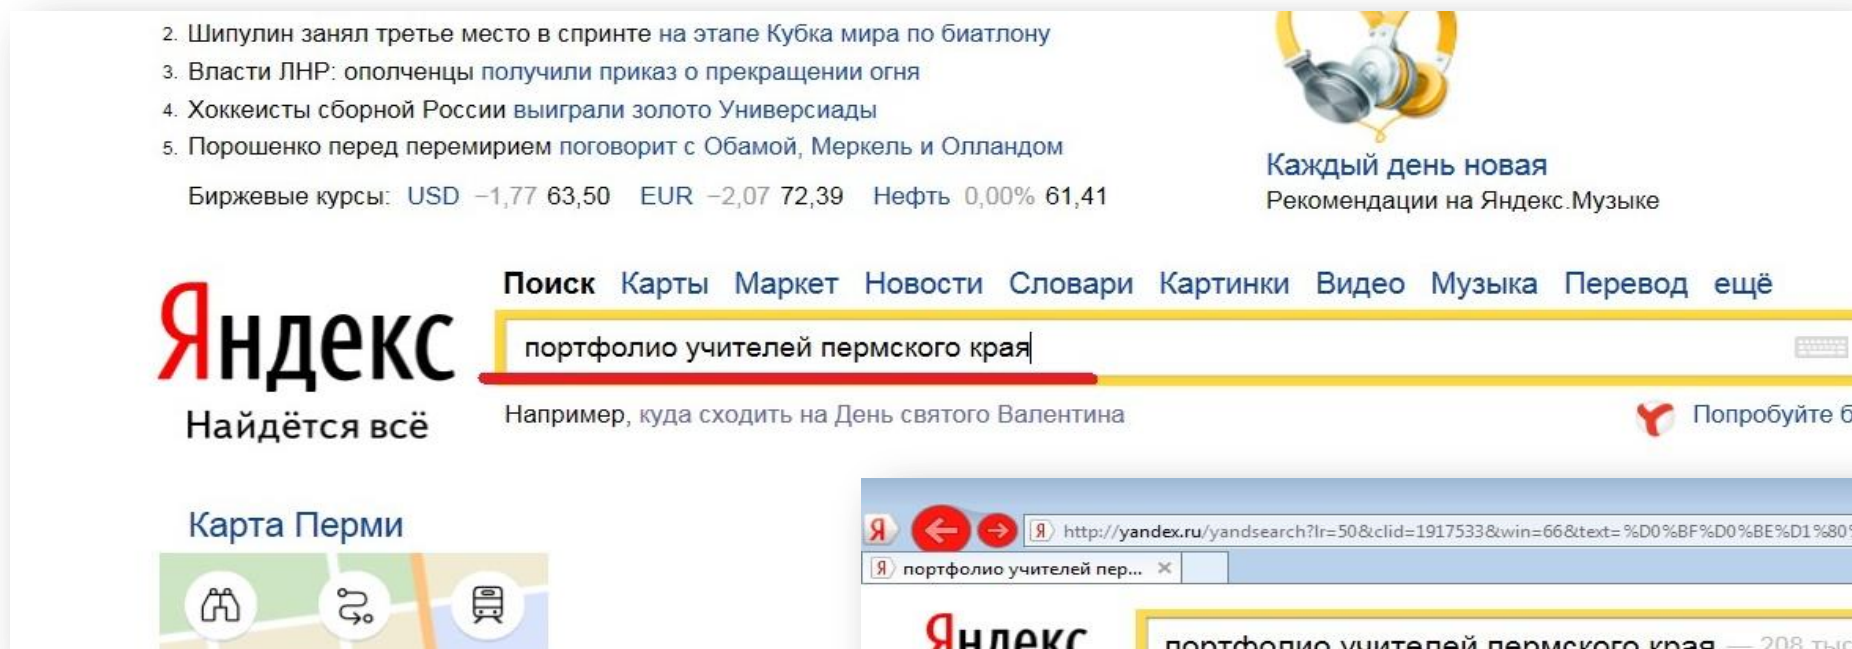 2. Шипулин занял третье место в спринте на этапе Кубка мира по биатлону
3. Власти ЛНР: ополченцы получили приказ о прекращении огня
4. Хоккеисты сборной России выиграли золото Универсиады
5. Порошенко перед перемирием поговорит с Обамой, Меркель и Олландом
Биржевые курсы: USD −1,77 63,50 EUR −2,07 72,39 Нефть 0,00% 61,41
Каждый день новая
Рекомендации на Яндекс.Музыке
Поиск Карты Маркет Новости Словари Картинки Видео Музыка Перевод ещё
Яндекс
портфолио учителей пермского края
Найдётся всё
Например, куда сходить на День святого Валентина
Попробуйте
Карта Перми
Я Я http://yandex.ru/yandsearch?lr=50&clid=1917533&win=66&text=%D0%BF%D0%BE%D1%80%
Я портфолио учителей пер... ×
Яндекс
портфолио учителей пермского края — 208 тыс